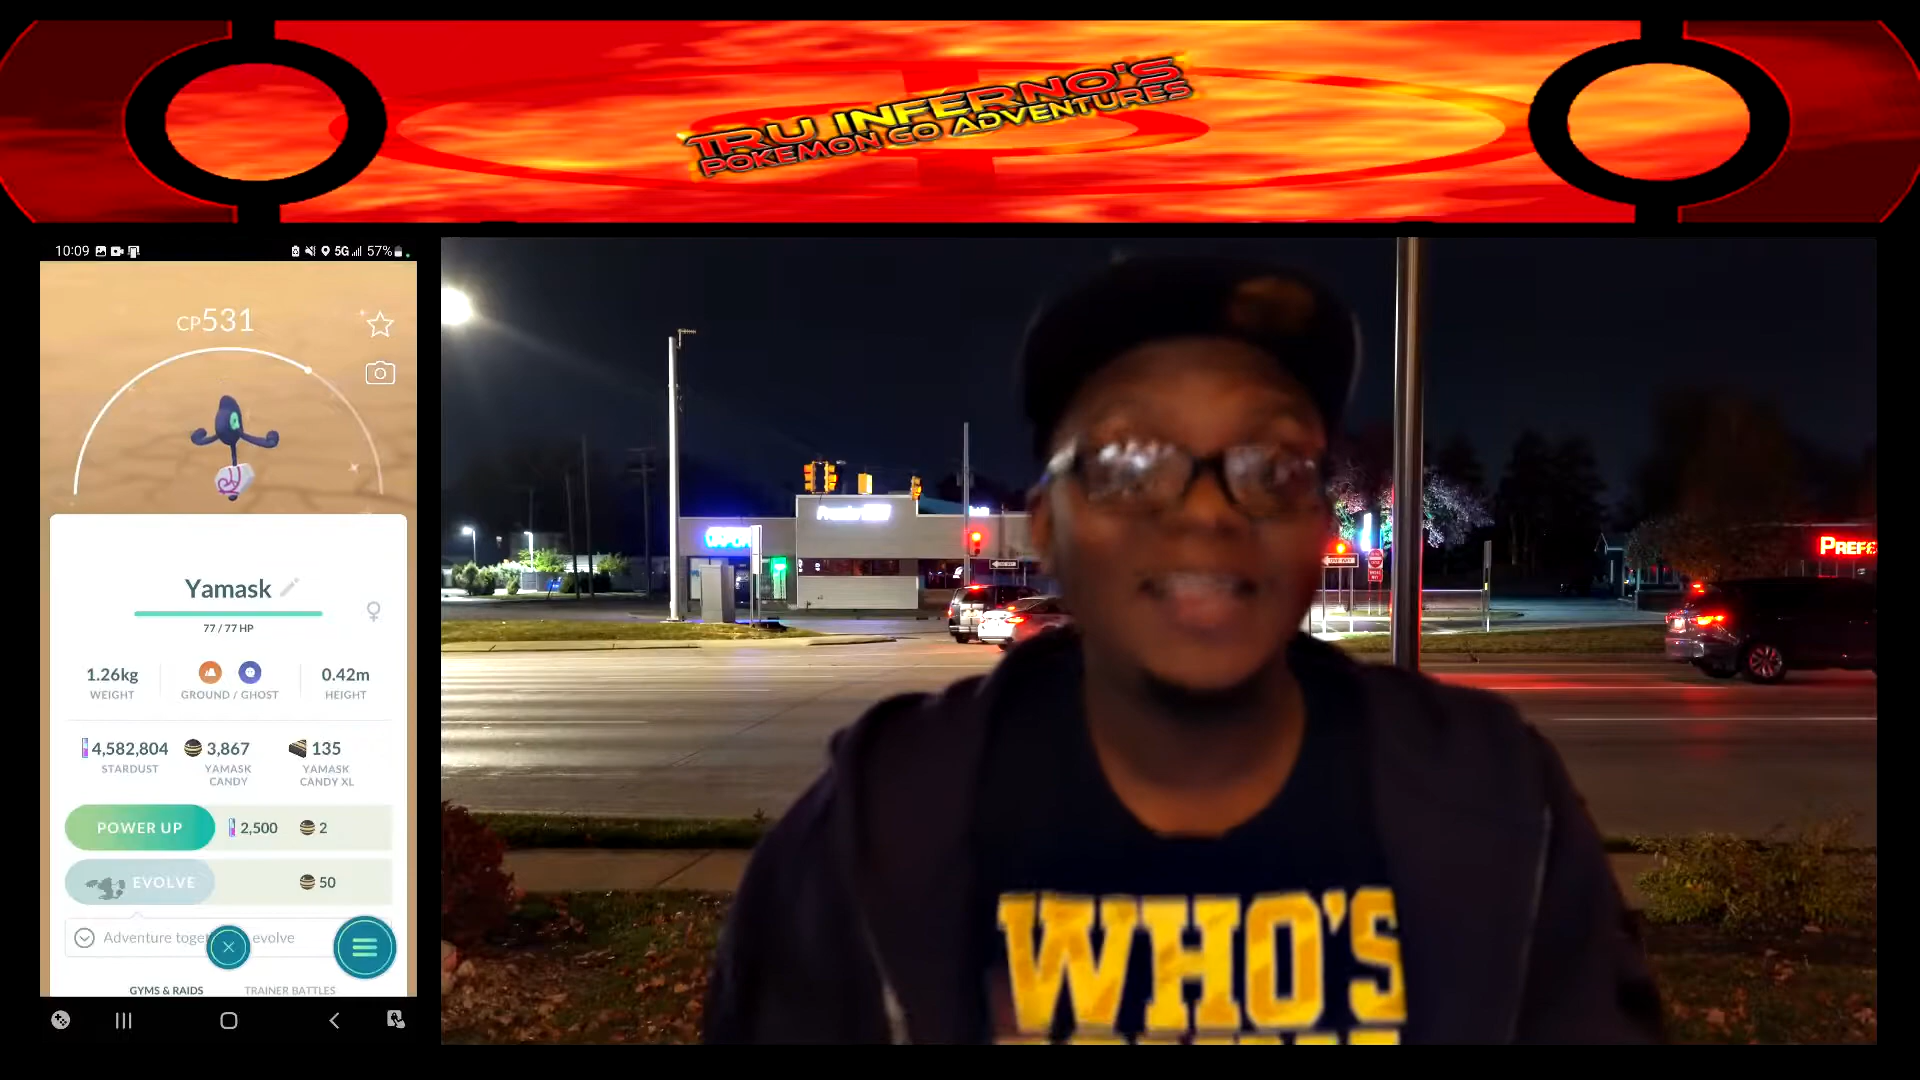 TRU INFERNO'S
POKEMON GO ADVENTURES
10:09
5G
57%
CP531
Yamask
77 / 77 HP
1.26kg
WEIGHT
GROUND / GHOST
0.42m
HEIGHT
4,582,804
STARDUST
3,867
YAMASK
CANDY
135
YAMASK
CANDY XL
POWER UP
2,500
2
EVOLVE
50
Adventure toget
evolve
GYMS & RAIDS
TRAINER BATTLES
PREFE
WHO'S